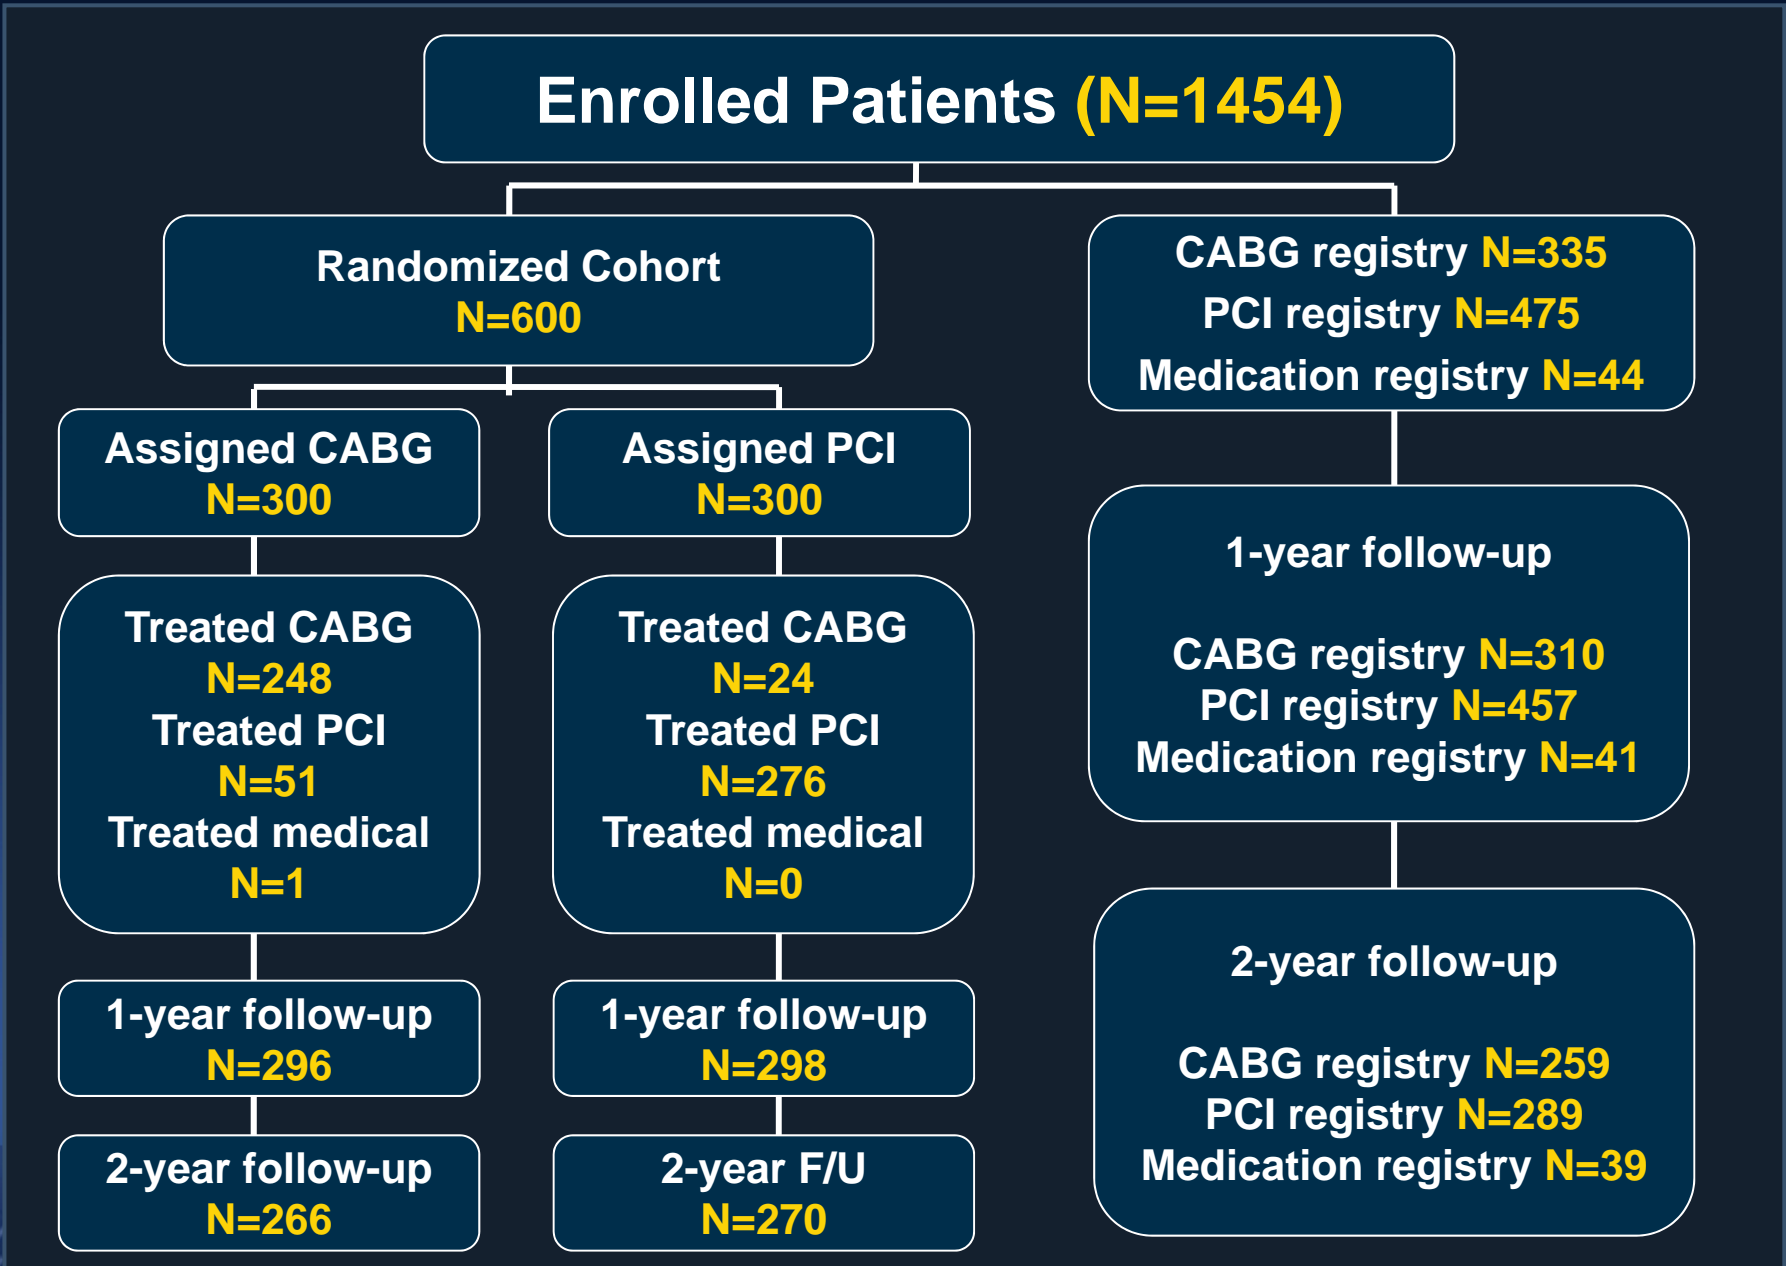 Enrolled Patients (N=1454)
Randomized Cohort
N=600
CABG registry N=335
PCI registry N=475
Medication registry N=44
Assigned CABG
N=300
Assigned PCI
N=300
Treated CABG
N=248
Treated PCI
N=51
Treated medical
N=1
Treated CABG
N=24
Treated PCI
N=276
Treated medical
N=0
1-year follow-up
CABG registry N=310
PCI registry N=457
Medication registry N=41
1-year follow-up
N=296
1-year follow-up
N=298
2-year follow-up
N=266
2-year F/U
N=270
2-year follow-up
CABG registry N=259
PCI registry N=289
Medication registry N=39